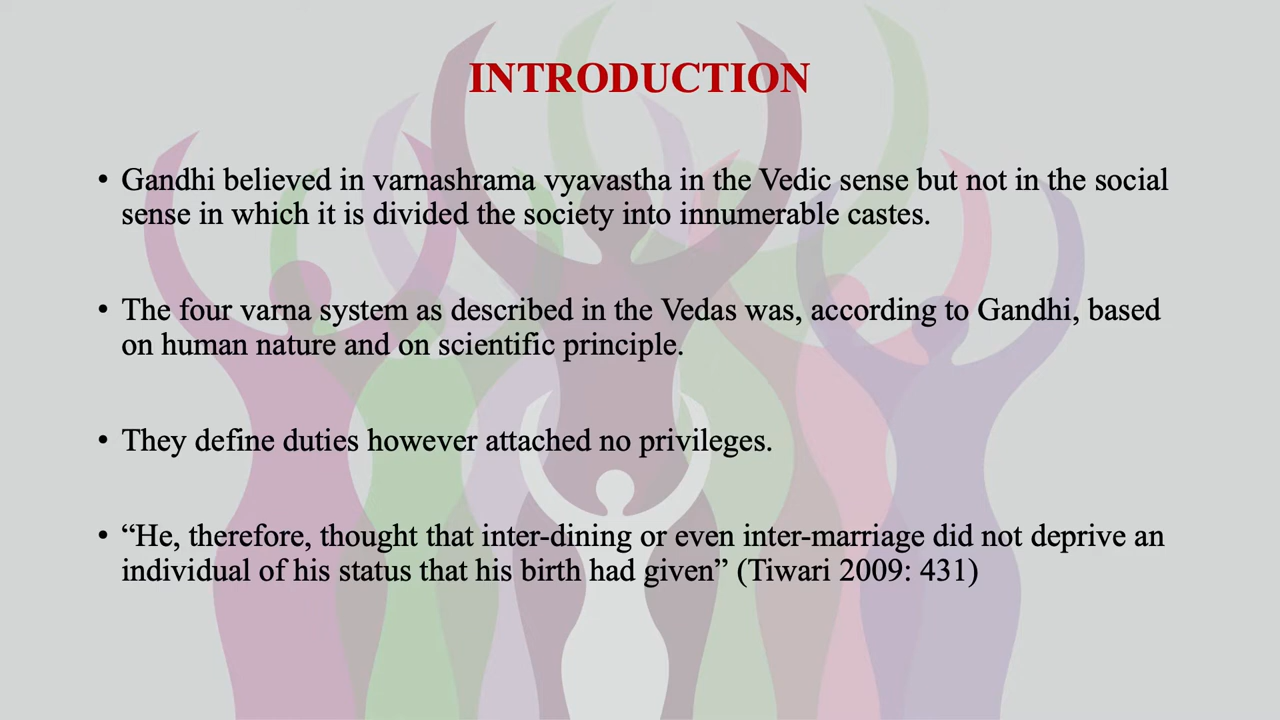 INTRODUCTION
• Gandhi believed in varnashrama vyavastha in the Vedic sense but not in the social
sense in which it is divided the society into innumerable castes.
• The four varna system as described in the Vedas was, according to Gandhi, based
on human nature and on scientific principle.
• They define duties however attached no privileges.
• “He, therefore, thought that inter-dining or even inter-marriage did not deprive an
individual of his status that his birth had given” (Tiwari 2009: 431)